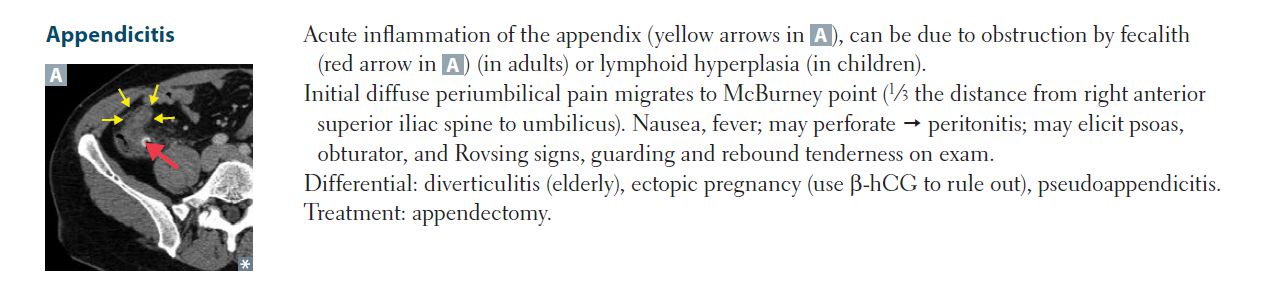 Appendicitis
A
*
Acute inflammation of the appendix (yellow arrows in A), can be due to obstruction by fecalith
(red arrow in A) (in adults) or lymphoid hyperplasia (in children).
Initial diffuse periumbilical pain migrates to McBurney point (1/3 the distance from right anterior
superior iliac spine to umbilicus). Nausea, fever; may perforate → peritonitis; may elicit psoas,
obturator, and Rovsing signs, guarding and rebound tenderness on exam.
Differential: diverticulitis (elderly), ectopic pregnancy (use β-hCG to rule out), pseudoappendicitis.
Treatment: appendectomy.